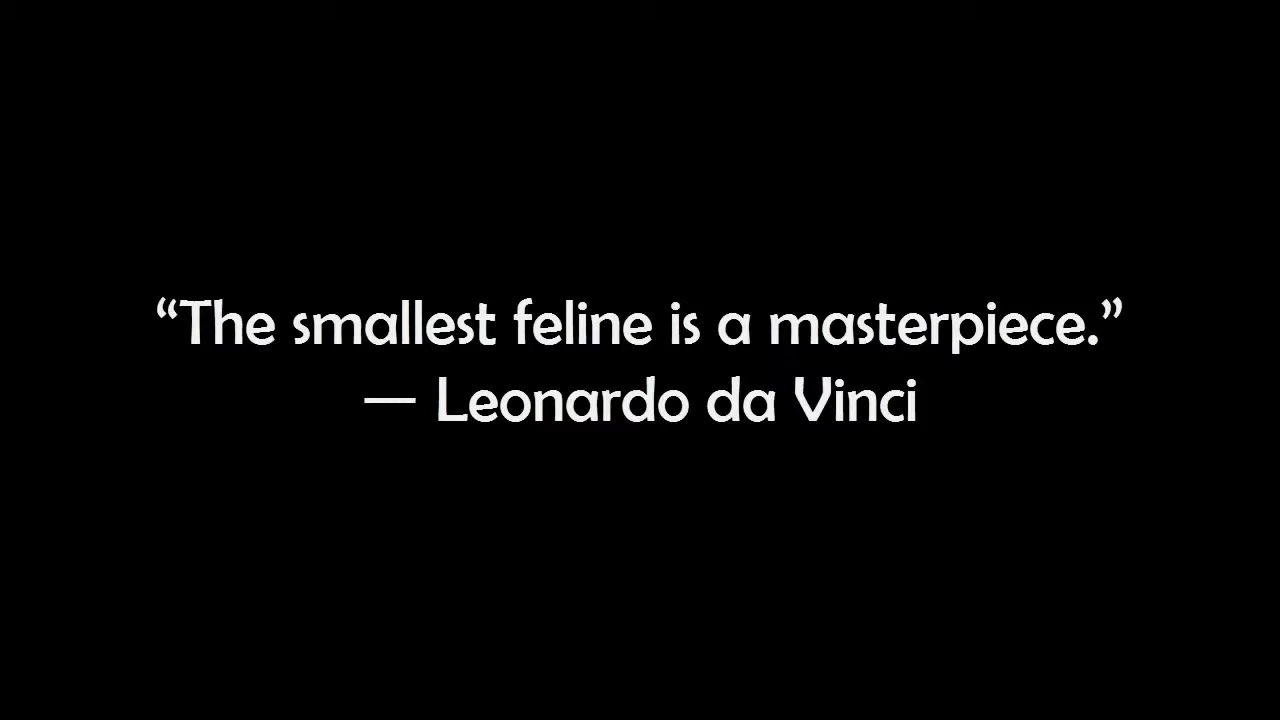 “The smallest feline is a masterpiece.”
— Leonardo da Vinci